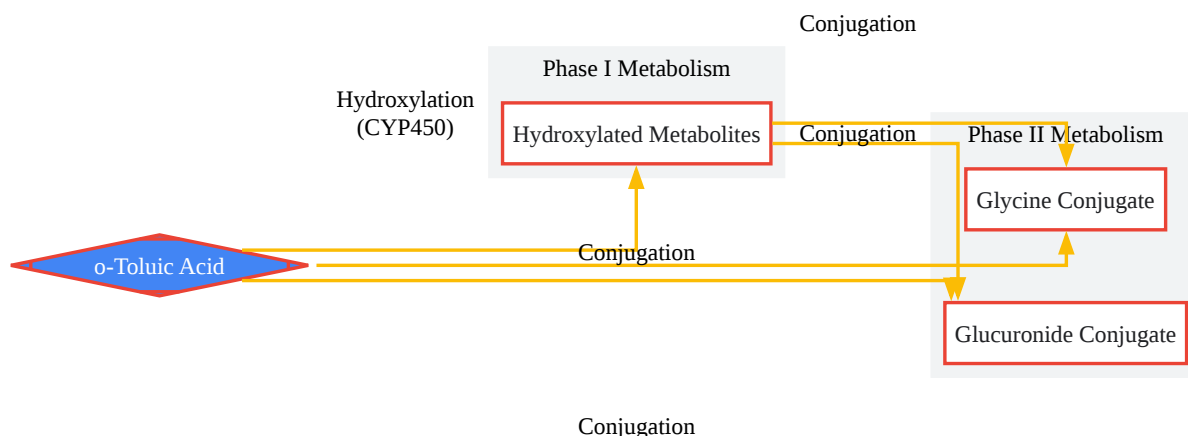 Conjugation
Phase I Metabolism
Hydroxylation
(CYP450)
Hydroxylated Metabolites
Conjugation
Phase II Metabolism
Glycine Conjugate
Conjugation
o-Toluic Acid
Glucuronide Conjugate
Conjugation